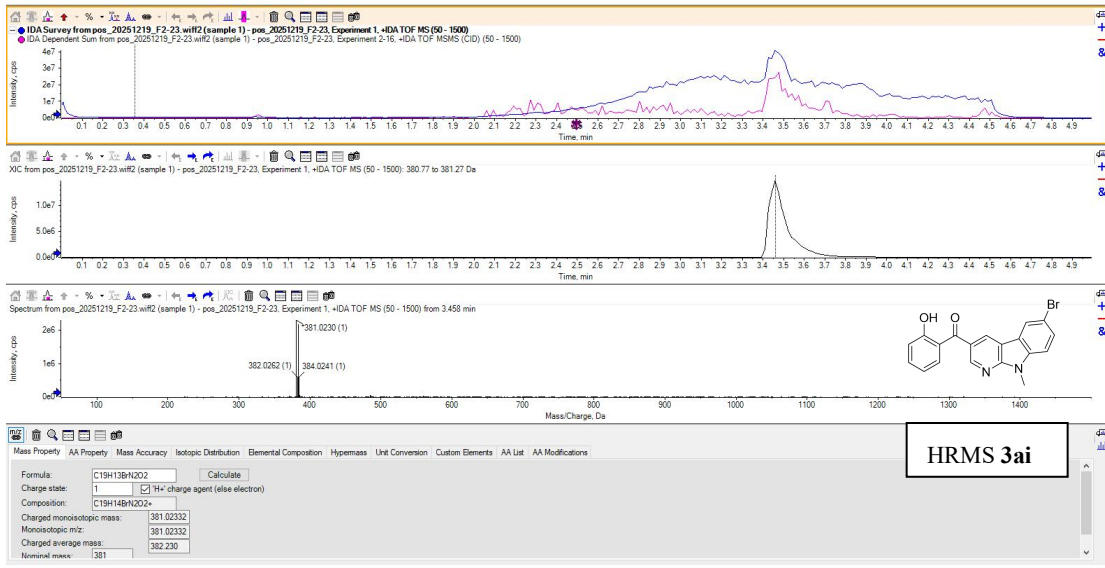 IDA Survey from pos_20251219_F2-23.wiff2 (sample 1) - pos_20251219_F2-23, Experiment 1, +IDA TOF MS (50 - 1500)
IDA Dependent Sum from pos_20251219_F2-23.wiff2 (sample 1) - pos_20251219_F2-23, Experiment 2-16, +IDA TOF MSMS (CID) (50 - 1500)
Intensity, cps
4e7
3e7
2e7
1e7
0e0
0.1 0.2 0.3 0.4 0.5 0.6 0.7 0.8 0.9 1.0 1.1 1.2 1.3 1.4 1.5 1.6 1.7 1.8 1.9 2.0 2.1 2.2 2.3 2.4 2.5 2.6 2.7 2.8 2.9 3.0 3.1 3.2 3.3 3.4 3.5 3.6 3.7 3.8 3.9 4.0 4.1 4.2 4.3 4.4 4.5 4.6 4.7 4.8 4.9
Time, min
XIC from pos_20251219_F2-23.wiff2 (sample 1) - pos_20251219_F2-23, Experiment 1, +IDA TOF MS (50 - 1500): 380.77 to 381.27 Da
Intensity, cps
1.0e7
5.0e6
0.0e0
0.1 0.2 0.3 0.4 0.5 0.6 0.7 0.8 0.9 1.0 1.1 1.2 1.3 1.4 1.5 1.6 1.7 1.8 1.9 2.0 2.1 2.2 2.3 2.4 2.5 2.6 2.7 2.8 2.9 3.0 3.1 3.2 3.3 3.4 3.5 3.6 3.7 3.8 3.9 4.0 4.1 4.2 4.3 4.4 4.5 4.6 4.7 4.8 4.9
Time, min
Spectrum from pos_20251219_F2-23.wiff2 (sample 1) - pos_20251219_F2-23, Experiment 1, +IDA TOF MS (50 - 1500) from 3.458 min
Intensity, cps
2e6
1e6
0e0
*381.0230 (1)
382.0262 (1)
384.0241 (1)
OH O Br
N N
100 200 300 400 500 600 700 800 900 1000 1100 1200 1300 1400
Mass/Charge, Da
HRMS 3ai
m/z
Mass Property AA Property Mass Accuracy Isotopic Distribution Elemental Composition Hypermass Unit Conversion Custom Elements AA List AA Modifications
Formula: C19H13BrN2O2 Calculate
Charge state: 1 'H+' charge agent (else electron)
Composition: C19H14BrN2O2+
Charged monoisotopic mass: 381.02332
Monoisotopic m/z: 381.02332
Charged average mass: 382.230
Nominal mass: 381